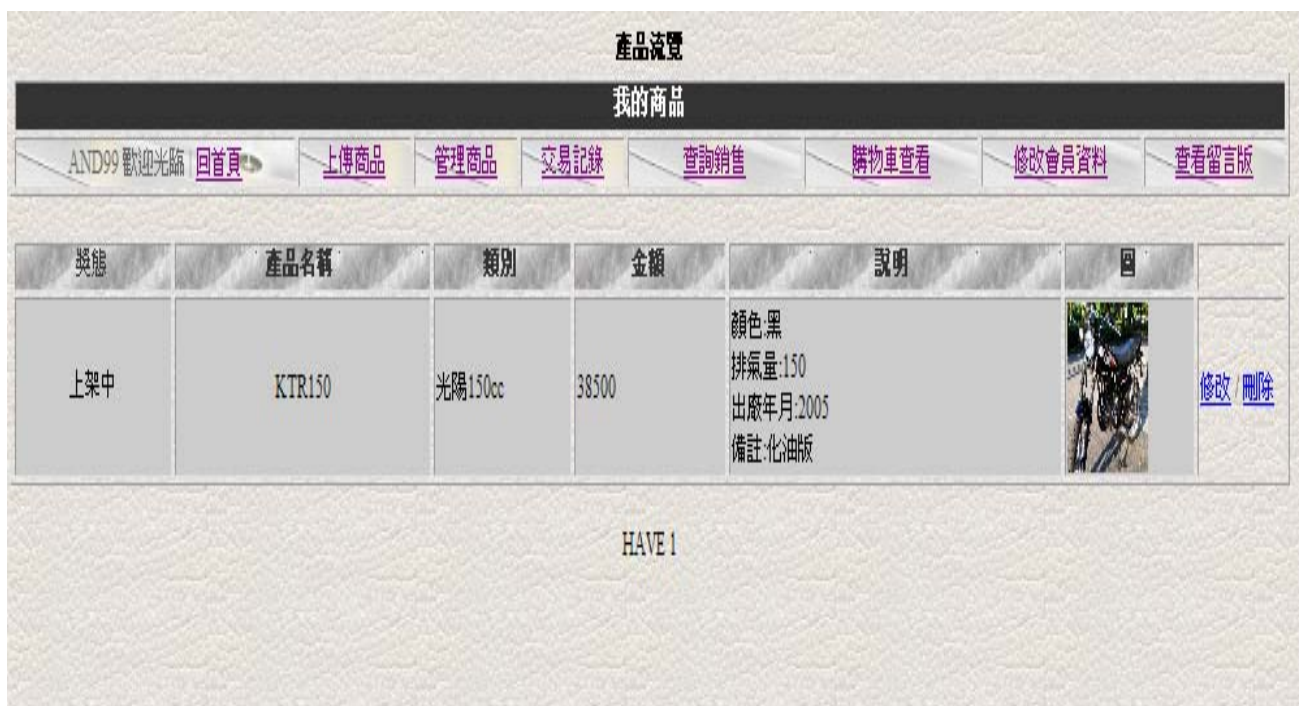 產品流覽
我的商品
AND99 歡迎光臨 | 回首頁 上傳商品 管理商品 交易記錄 查詢銷售 購物車查看 修改會員資料 查看留言版
獎態 產品名稱 類別 金額 說明 圖
上架中 KTR150 光陽150cc 38500
顏色:黑
排氣量:150
出廠年月:2005
備註:化油版
修改 / 刪除
HAVE 1